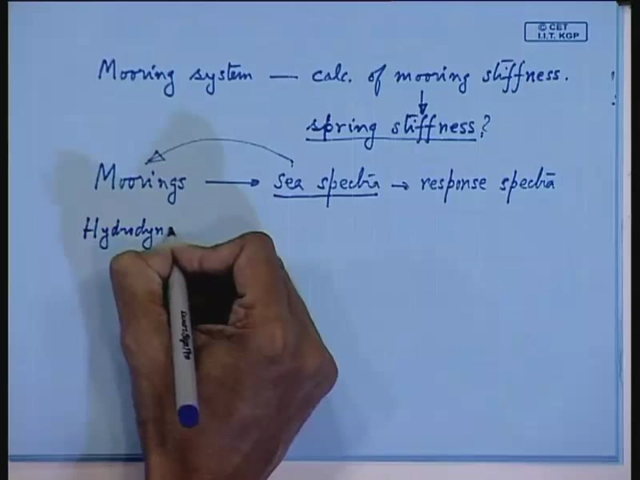 © CET
I.I.T. KGP
Mooring system — calc. of mooring stiffness.
spring stiffness?
Moorings → sea spectra → response spectra
Hydrodyn